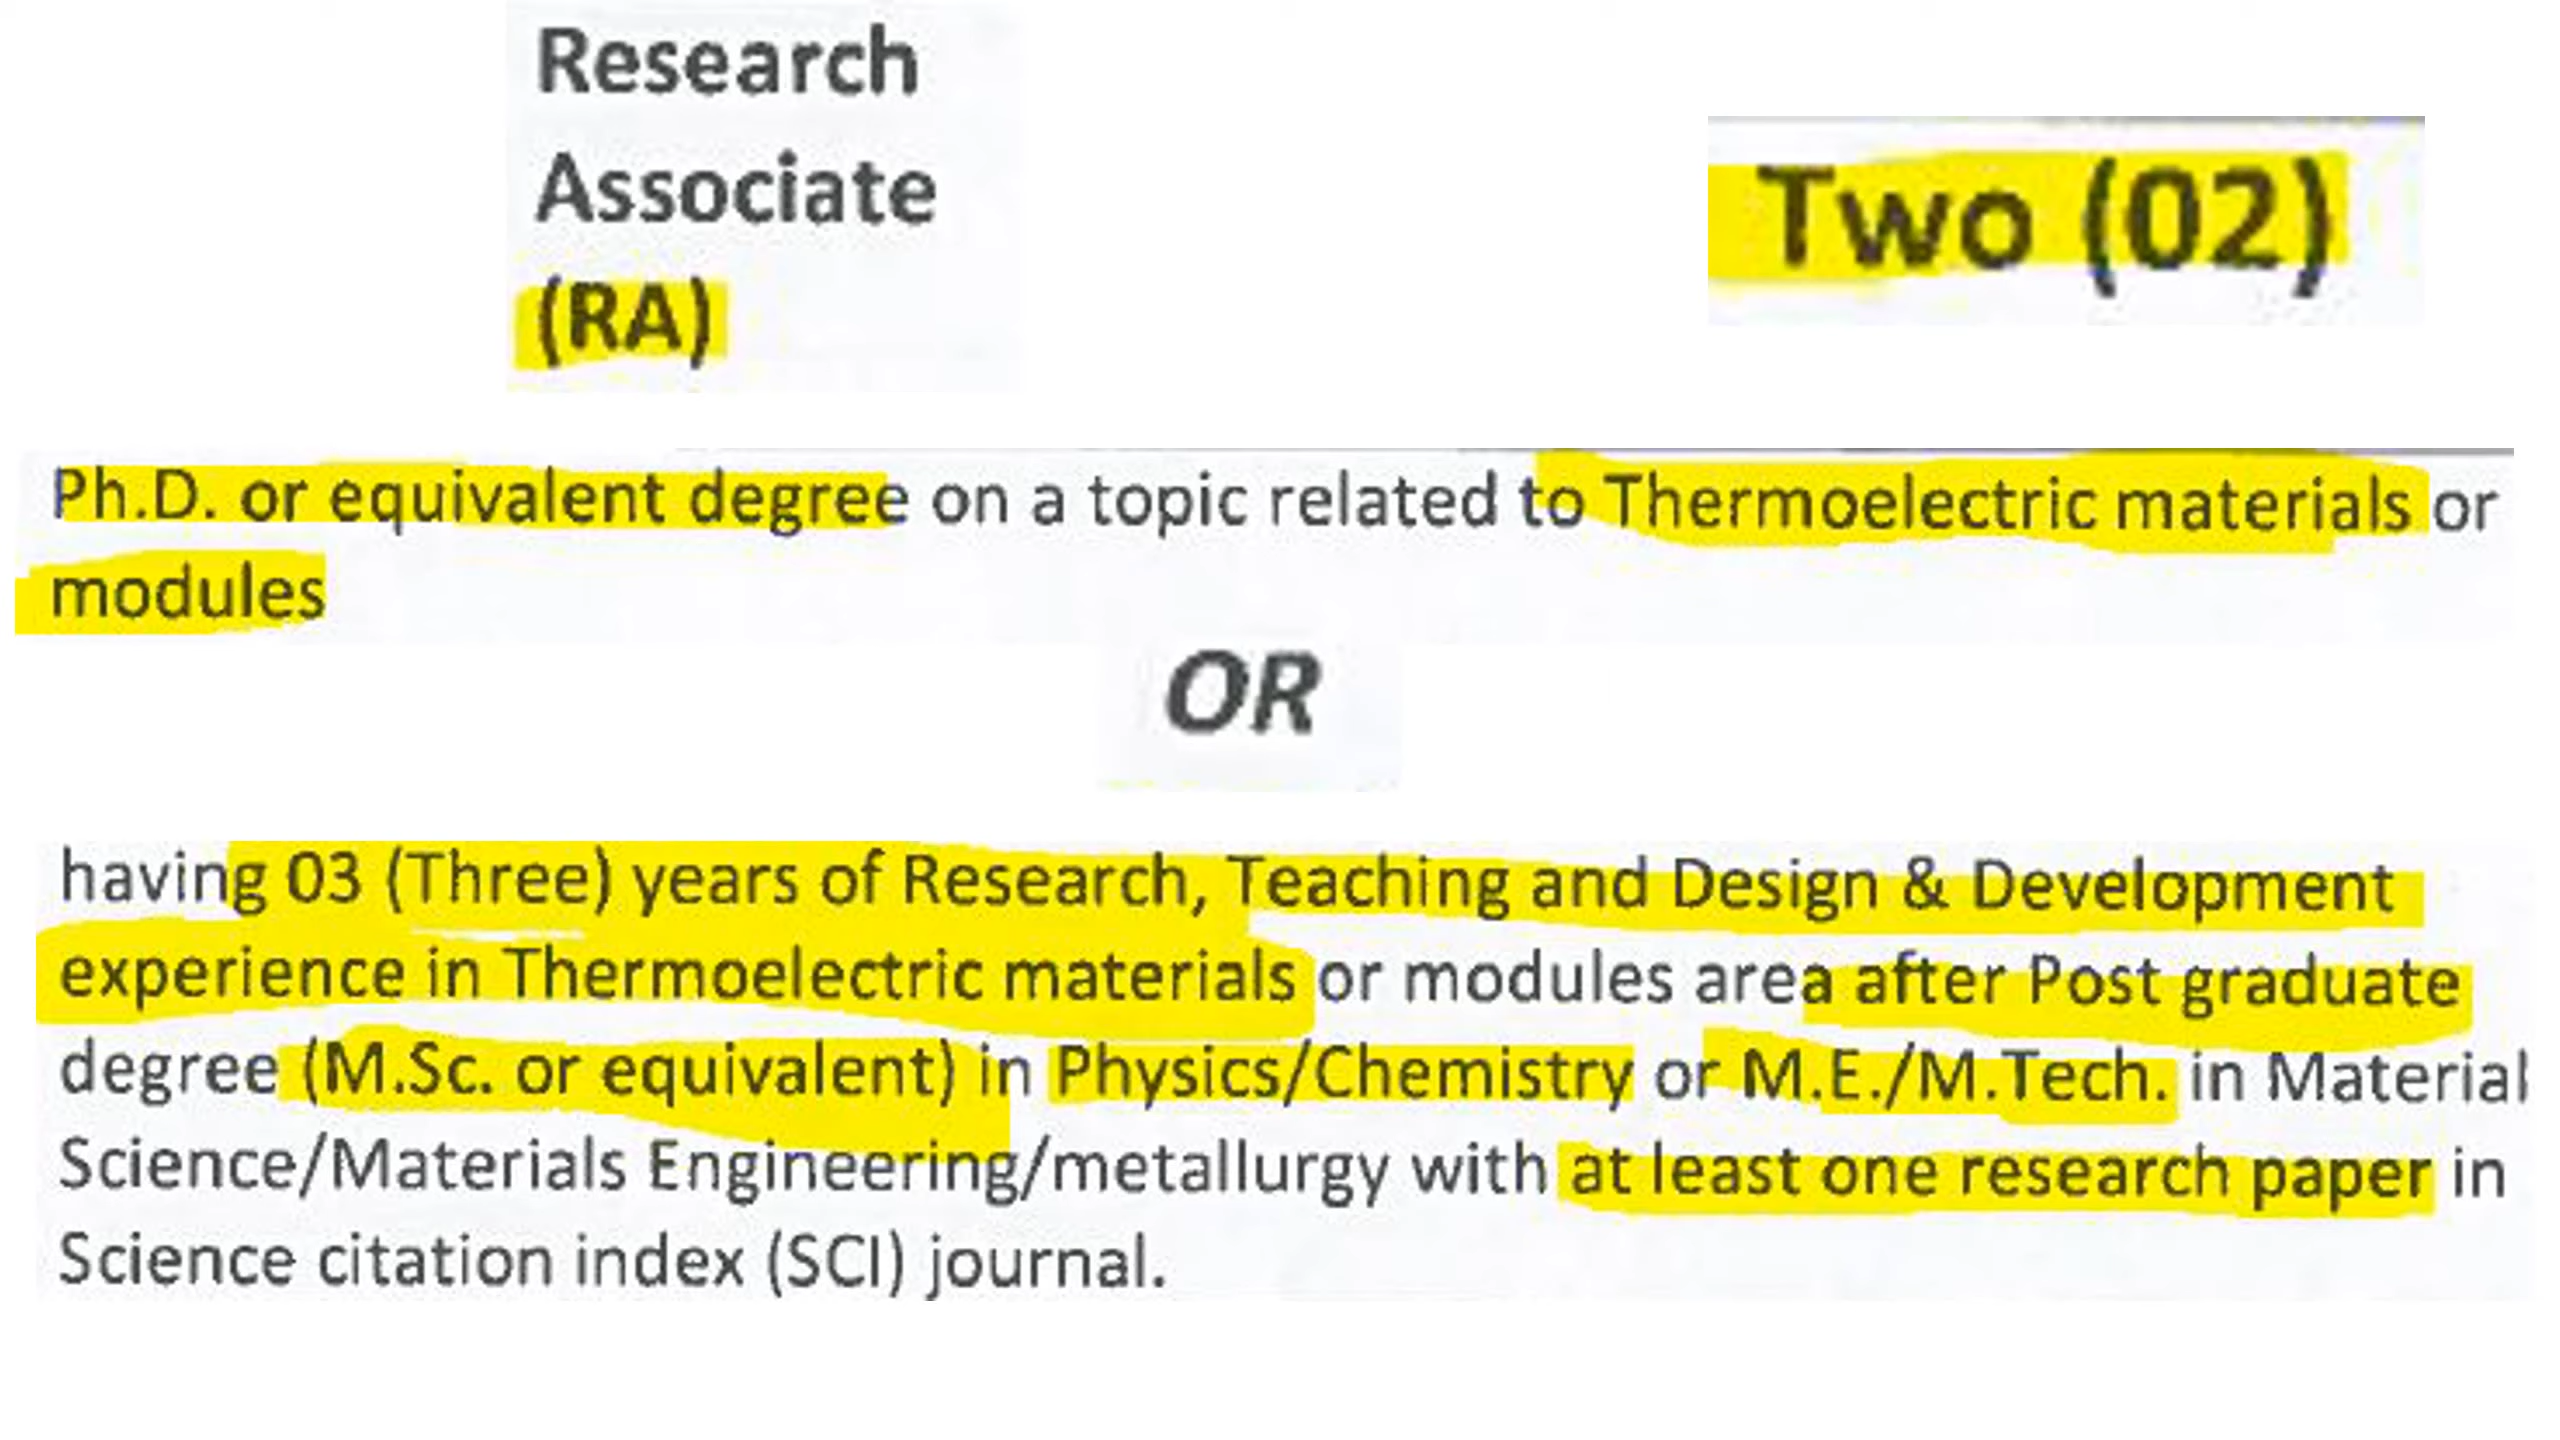 Research
Associate
(RA)
Two (02)
Ph.D. or equivalent degree on a topic related to Thermoelectric materials or
modules
OR
having 03 (Three) years of Research, Teaching and Design & Development
experience in Thermoelectric materials or modules area after Post graduate
degree (M.Sc. or equivalent) in Physics/Chemistry or M.E./M.Tech. in Material
Science/Materials Engineering/metallurgy with at least one research paper in
Science citation index (SCI) journal.